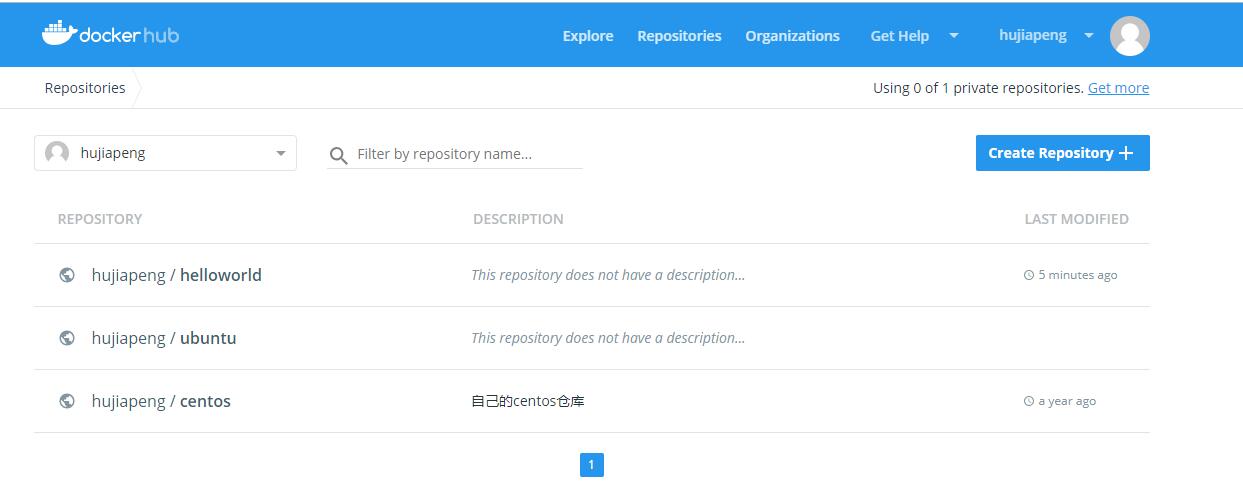 dockerhub Explore Repositories Organizations Get Help hujiapeng
Repositories Using 0 of 1 private repositories. Get more
hujiapeng Filter by repository name... Create Repository
REPOSITORY DESCRIPTION LAST MODIFIED
hujiapeng / helloworld This repository does not have a description... 5 minutes ago
hujiapeng / ubuntu This repository does not have a description...
hujiapeng / centos 自己的centos仓库 a year ago
1